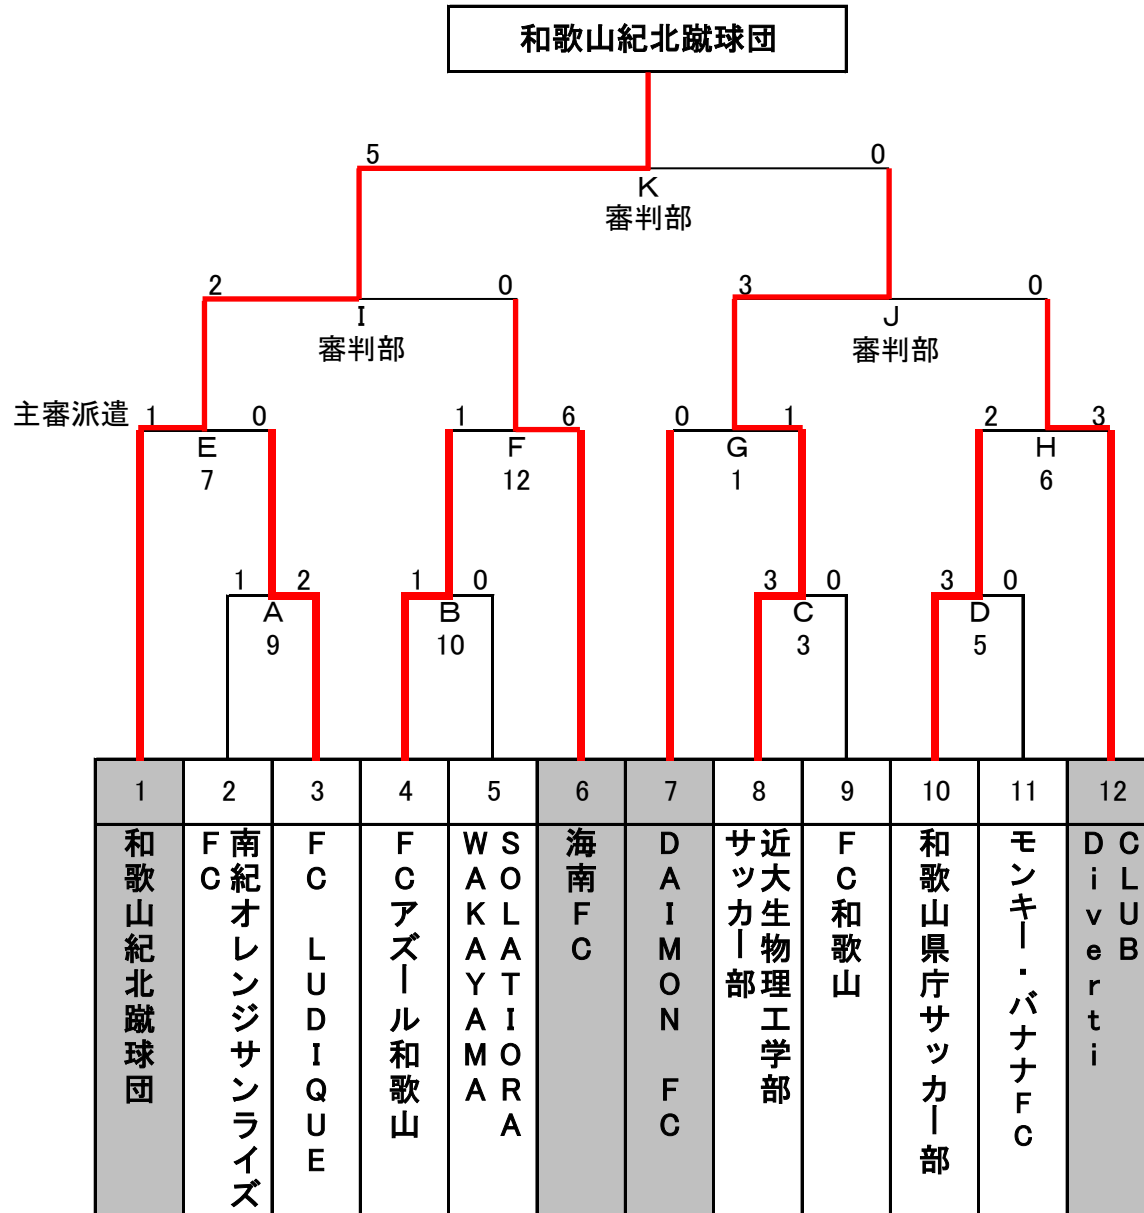 和歌山紀北蹴球団
5 0
K
審判部
2 0 3 0
I J
審判部 審判部
主審派遣 1 0 1 6 0 1 2 3
E F G H
7 12 1 6
1 2 1 0 3 0 3 0
A B C D
9 10 3 5
1 2 3 4 5 6 7 8 9 10 11 12
和歌山紀北蹴球団
南紀オレンジサンライズ
FC
FC LUDIQUE
FCアズール和歌山
SOLATIORA
WAKAYAMA
海南FC
DAIMON FC
近大生物理工学部
サッカー部
FC和歌山
和歌山県庁サッカー部
モンキー・バナナFC
CLUB
Diverti